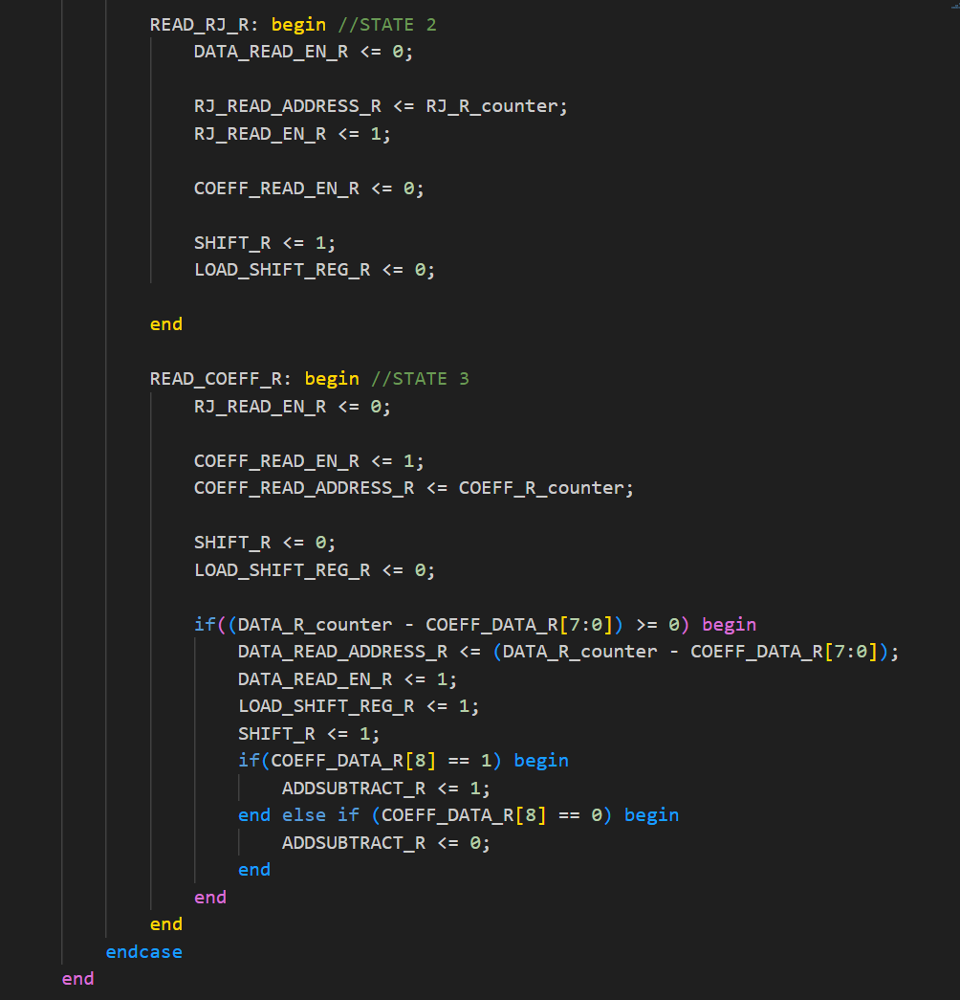 READ_RJ_R: begin //STATE 2
DATA_READ_EN_R <= 0;
RJ_READ_ADDRESS_R <= RJ_R_counter;
RJ_READ_EN_R <= 1;
COEFF_READ_EN_R <= 0;
SHIFT_R <= 1;
LOAD_SHIFT_REG_R <= 0;
end
READ_COEFF_R: begin //STATE 3
RJ_READ_EN_R <= 0;
COEFF_READ_EN_R <= 1;
COEFF_READ_ADDRESS_R <= COEFF_R_counter;
SHIFT_R <= 0;
LOAD_SHIFT_REG_R <= 0;
if((DATA_R_counter - COEFF_DATA_R[7:0]) >= 0) begin
DATA_READ_ADDRESS_R <= (DATA_R_counter - COEFF_DATA_R[7:0]);
DATA_READ_EN_R <= 1;
LOAD_SHIFT_REG_R <= 1;
SHIFT_R <= 1;
if(COEFF_DATA_R[8] == 1) begin
ADDSUBTRACT_R <= 1;
end else if (COEFF_DATA_R[8] == 0) begin
ADDSUBTRACT_R <= 0;
end
end
end
endcase
end